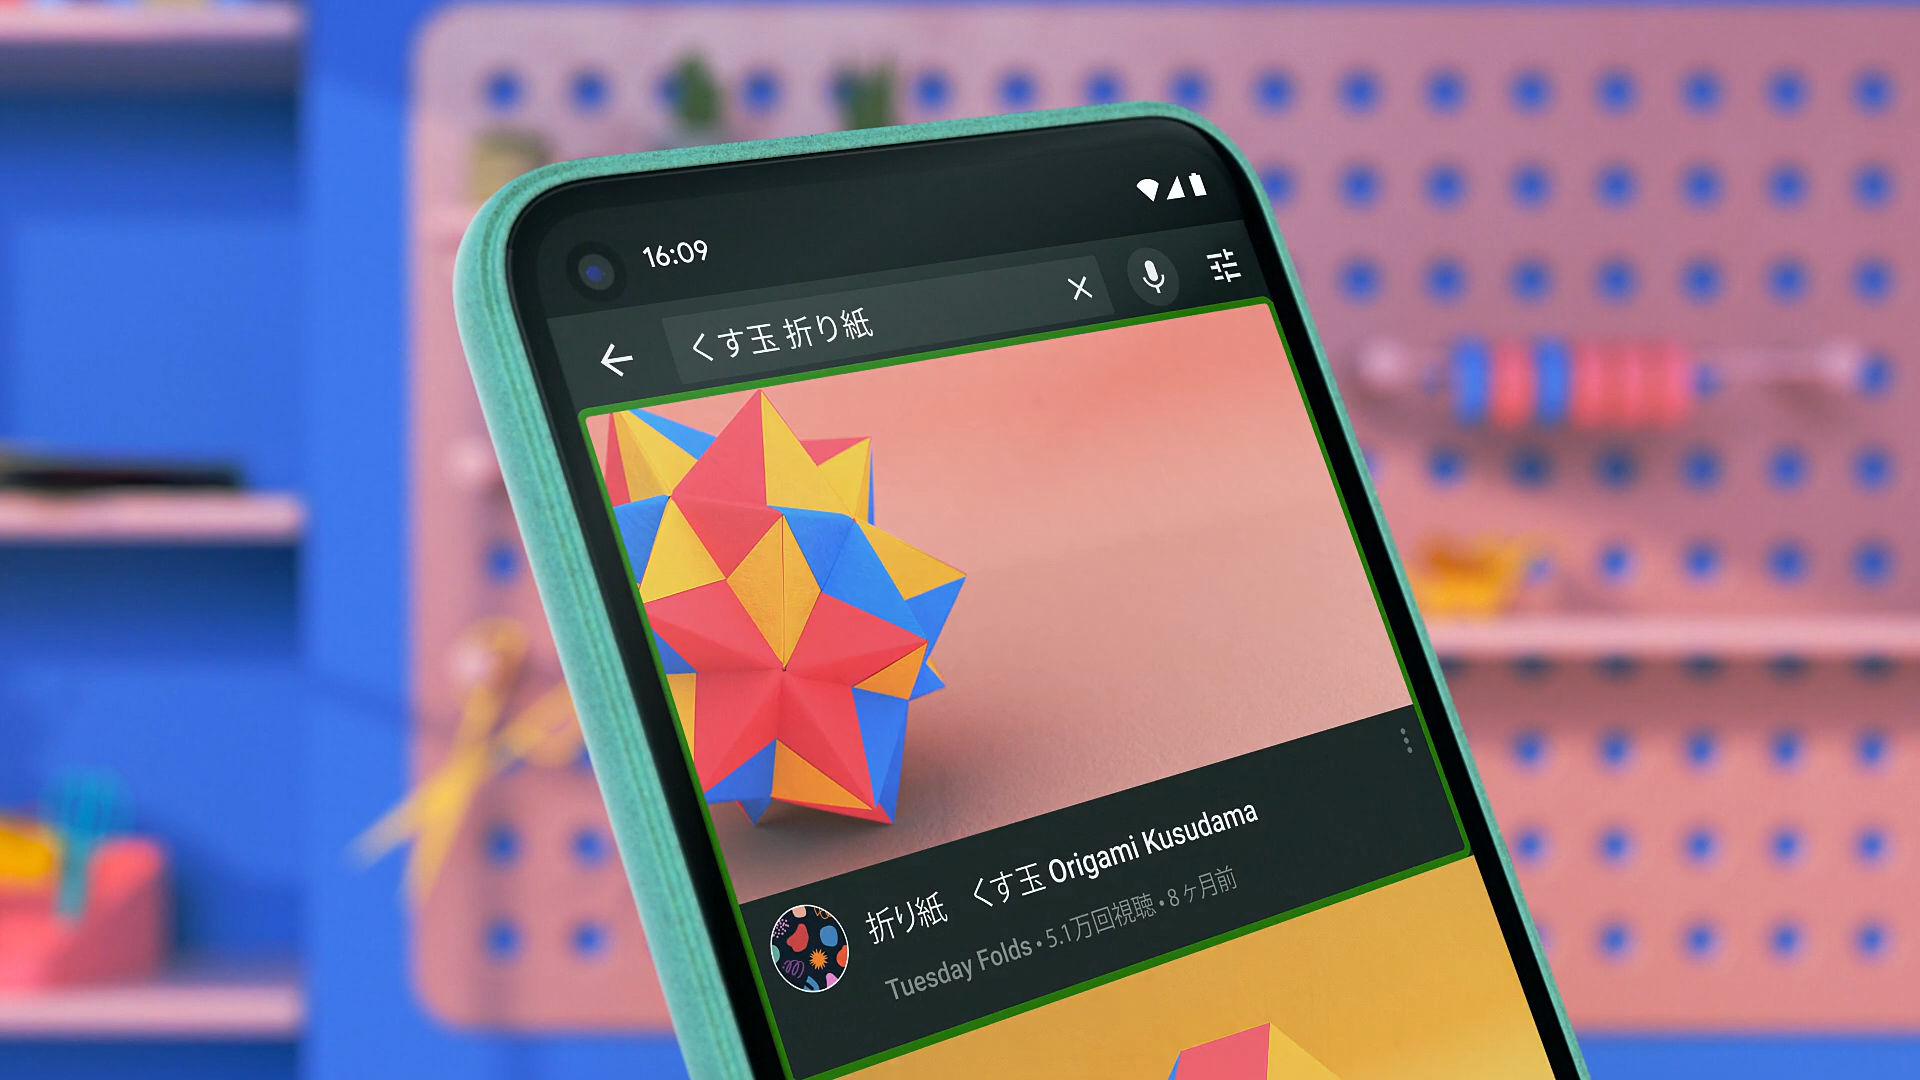 16:09
くす玉 折り紙
折り紙　くす玉 Origami Kusudama
Tuesday Folds • 5.1万回視聴 • 8 ヶ月前